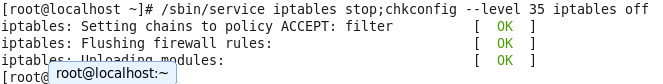 [root@localhost ~]# /sbin/service iptables stop;chkconfig --level 35 iptables off
iptables: Setting chains to policy ACCEPT: filter [ OK ]
iptables: Flushing firewall rules: [ OK ]
iptables: Unloading modules: [ OK ]
[root@
root@localhost:~